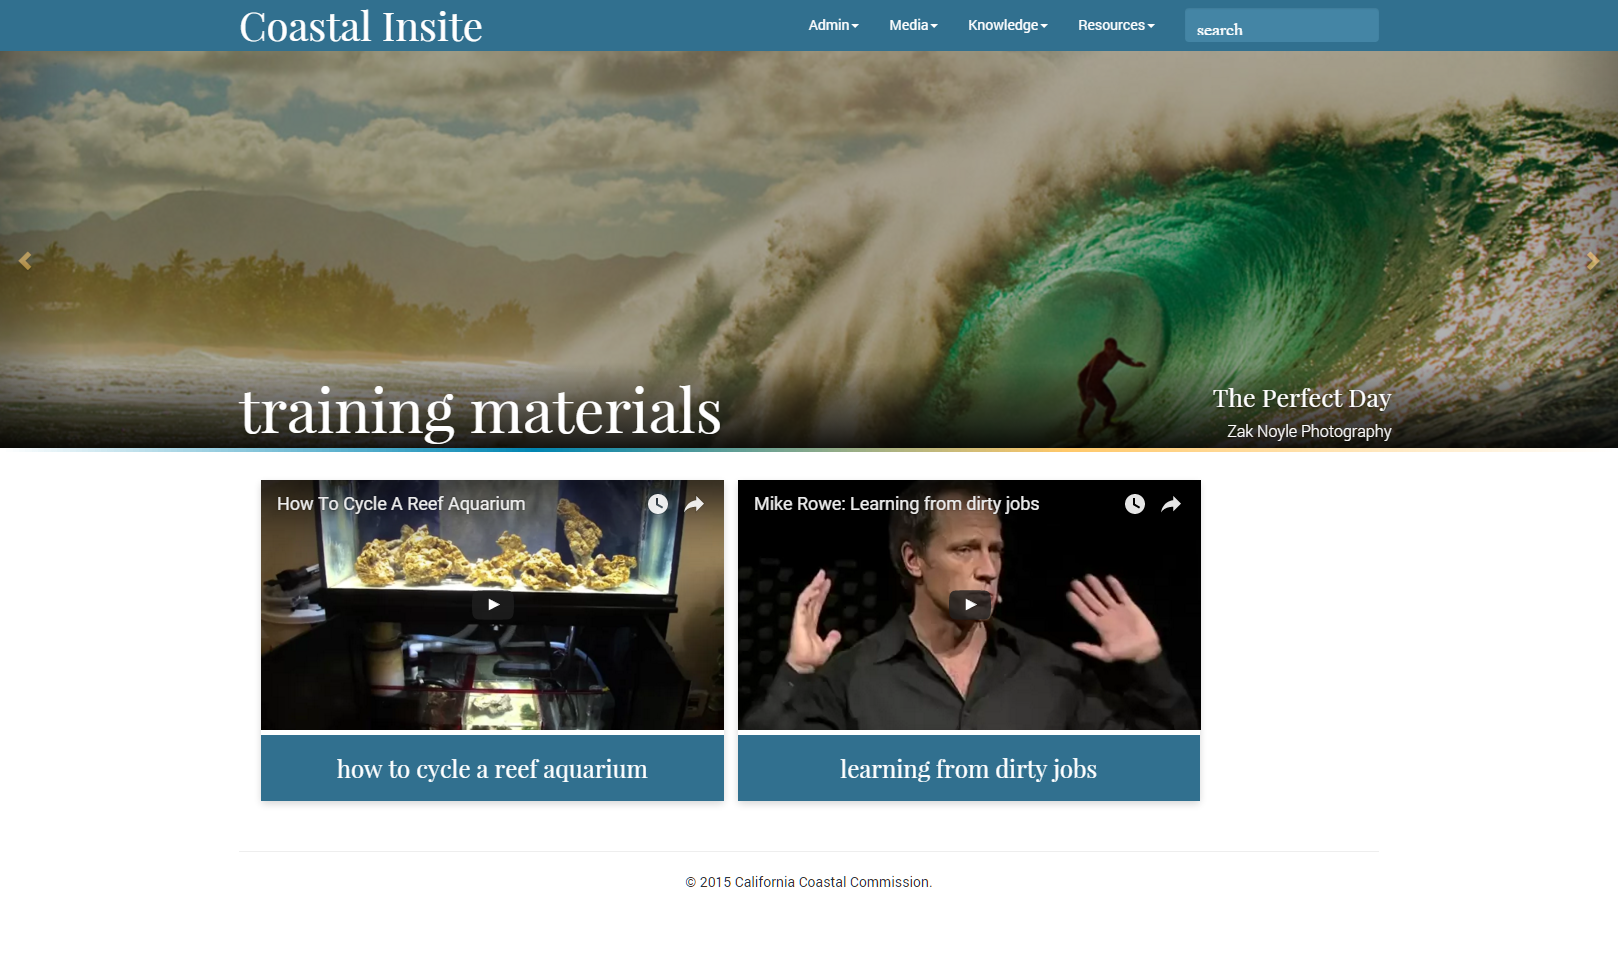 Coastal Insite
Admin
Media
Knowledge
Resources
search
training materials
The Perfect Day
Zak Noyle Photography
How To Cycle A Reef Aquarium
Mike Rowe: Learning from dirty jobs
how to cycle a reef aquarium
learning from dirty jobs
© 2015 California Coastal Commission.